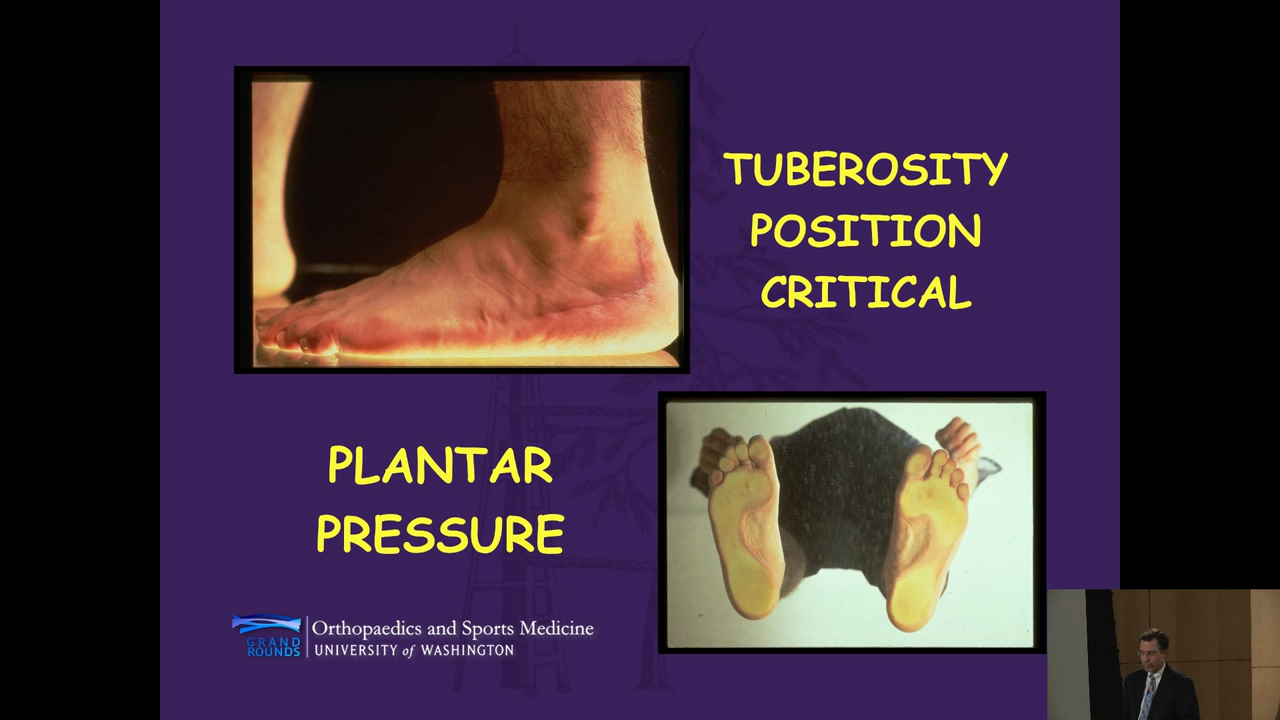 TUBEROSITY
POSITION
CRITICAL
PLANTAR
PRESSURE
GRAND
ROUNDS
Orthopaedics and Sports Medicine
UNIVERSITY of WASHINGTON